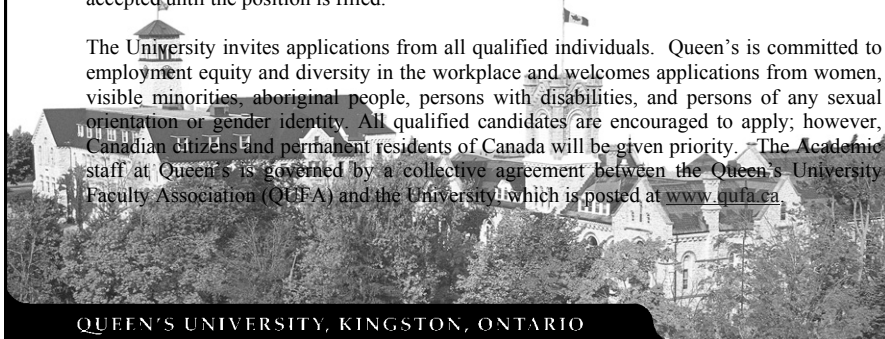 accepted until the position is filled.
The University invites applications from all qualified individuals. Queen's is committed to
employment equity and diversity in the workplace and welcomes applications from women,
visible minorities, aboriginal people, persons with disabilities, and persons of any sexual
orientation or gender identity. All qualified candidates are encouraged to apply; however,
Canadian citizens and permanent residents of Canada will be given priority. The Academic
staff at Queen's is governed by a collective agreement between the Queen's University
Faculty Association (QUFA) and the University, which is posted at www.qufa.ca.
QUEEN'S UNIVERSITY, KINGSTON, ONTARIO